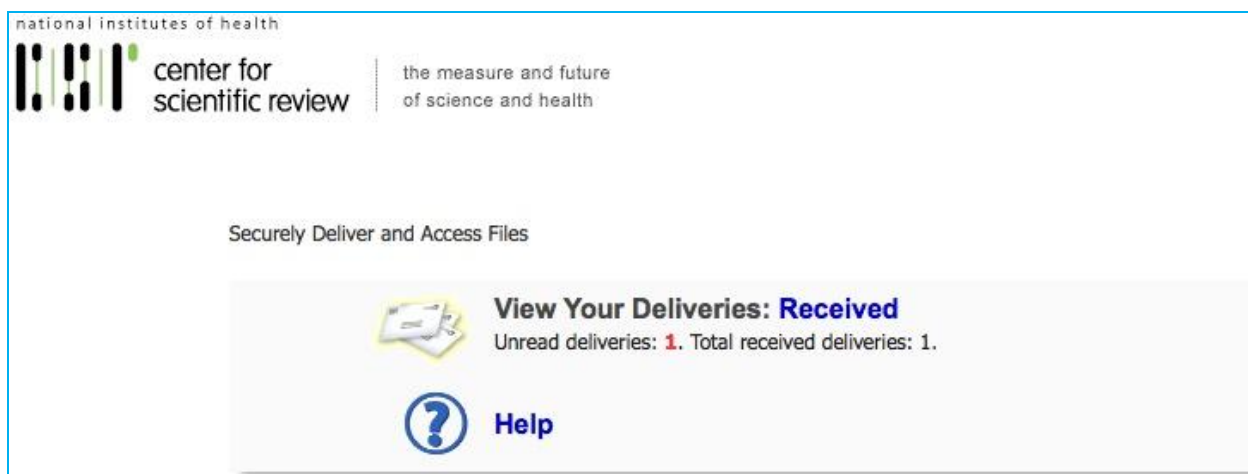 national institutes of health
center for
scientific review
the measure and future
of science and health
Securely Deliver and Access Files
View Your Deliveries: Received
Unread deliveries: 1. Total received deliveries: 1.
? Help